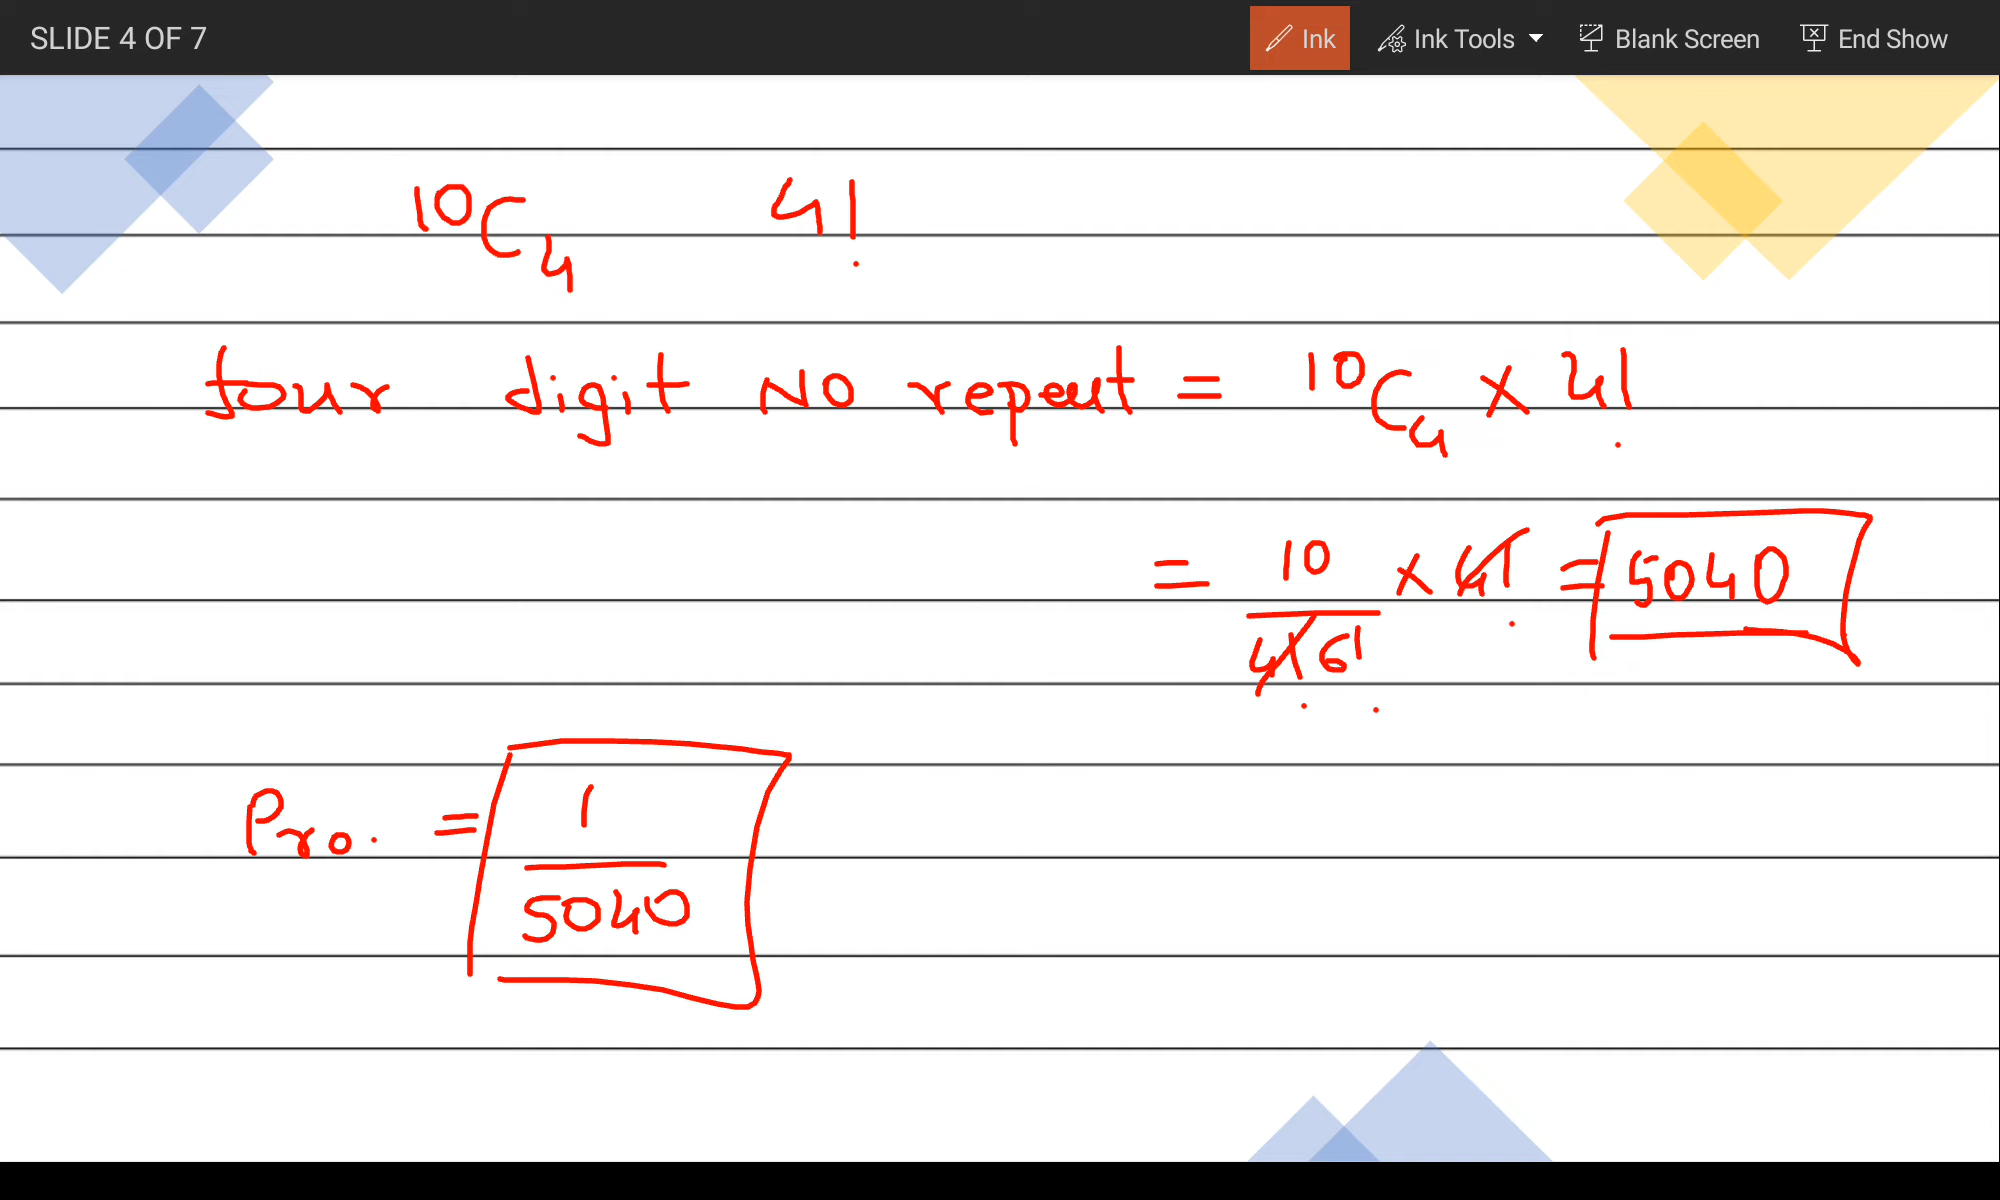 SLIDE 4 OF 7 Ink Ink Tools Blank Screen End Show
¹⁰C₄ 4!
four digit NO repeat = ¹⁰C₄ × 4!
= 10 / 4! 6! × 4! = 5040
Pro. = 1 / 5040